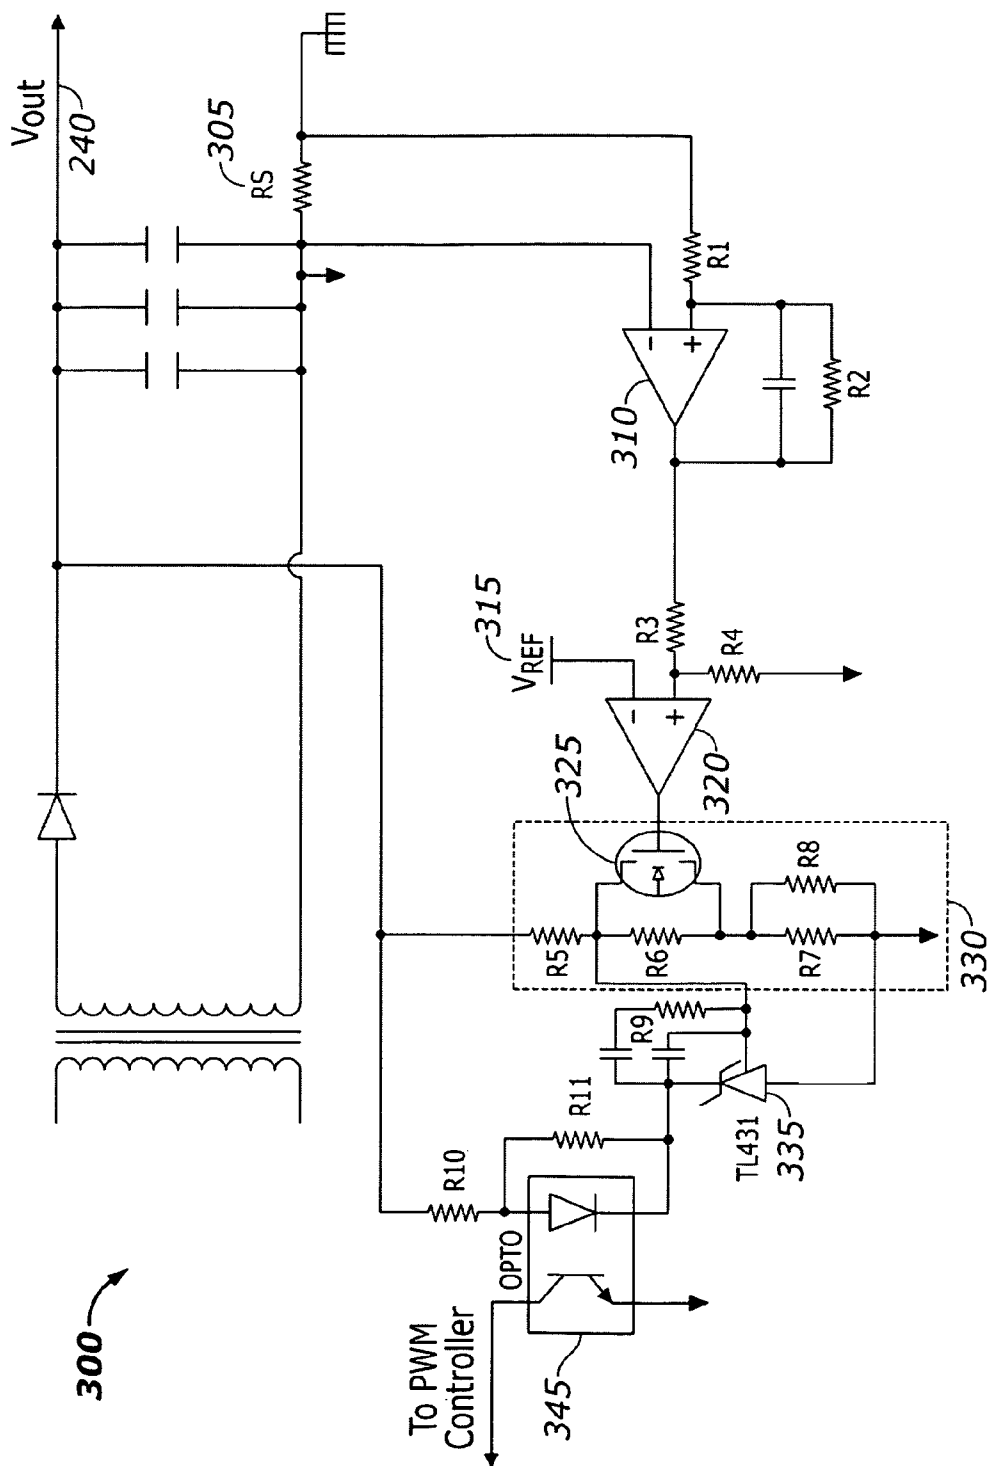 Vout
240
305
RS
R1
310
R2
315
VREF
R3
R4
325
320
R8
R5
R6
R7
330
R9
R11
TL431
335
R10
OPTO
300
To PWM
Controller
345
-
+
-
+